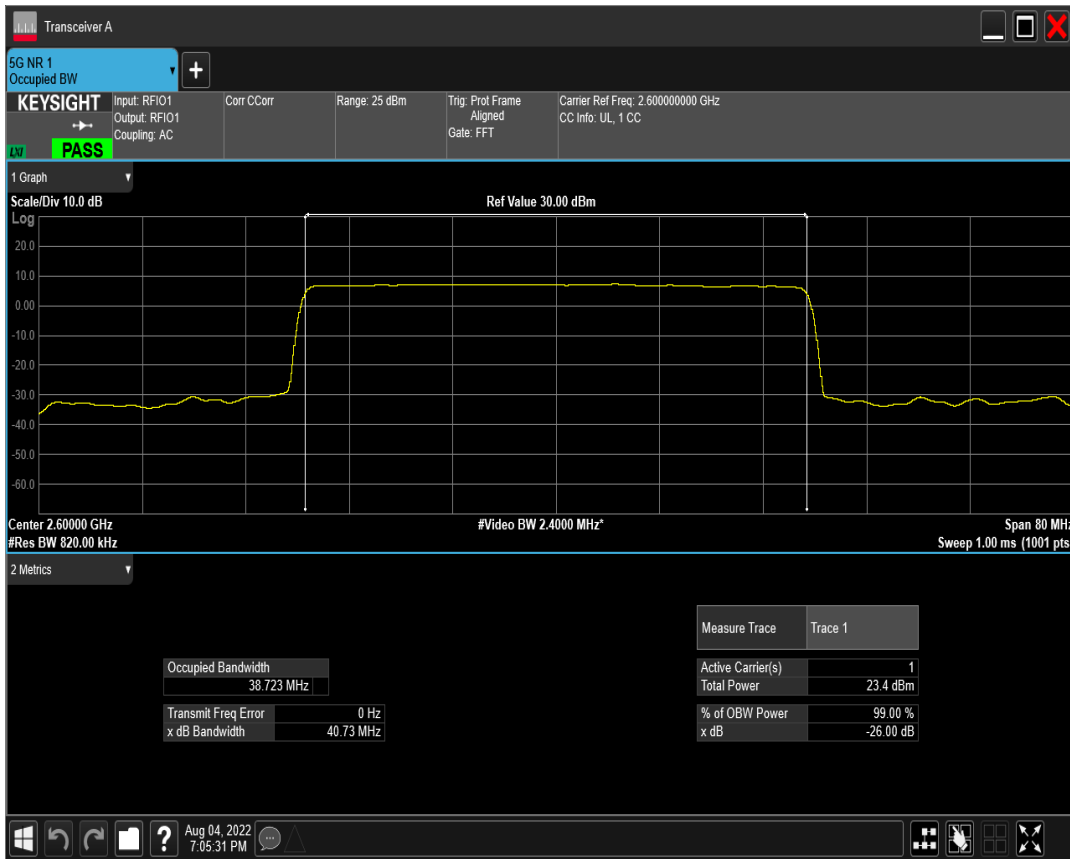 Transceiver A
5G NR 1
Occupied BW
KEYSIGHT
LXI
PASS
Input: RFIO1
Output: RFIO1
Coupling: AC
Corr CCorr
Range: 25 dBm
Trig: Prot Frame
Aligned
Gate: FFT
Carrier Ref Freq: 2.600000000 GHz
CC Info: UL, 1 CC
1 Graph
Scale/Div 10.0 dB
Ref Value 30.00 dBm
Log
20.0
10.0
0.00
-10.0
-20.0
-30.0
-40.0
-50.0
-60.0
Center 2.60000 GHz
#Video BW 2.4000 MHz*
Span 80 MHz
#Res BW 820.00 kHz
Sweep 1.00 ms (1001 pts
2 Metrics
Measure Trace Trace 1
Occupied Bandwidth
38.723 MHz
Active Carrier(s) 1
Total Power 23.4 dBm
Transmit Freq Error 0 Hz
x dB Bandwidth 40.73 MHz
% of OBW Power 99.00 %
x dB -26.00 dB
?
Aug 04, 2022
7:05:31 PM